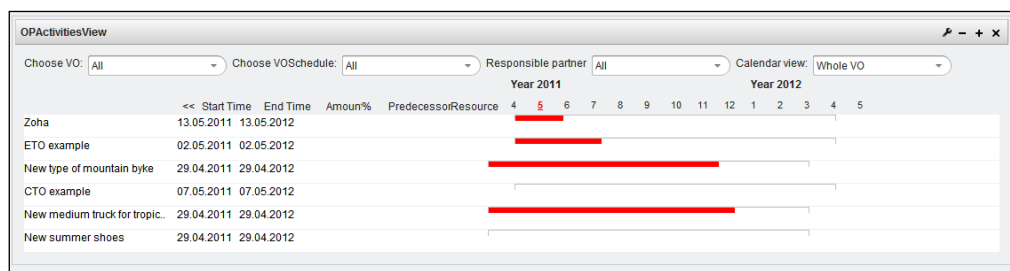 OPActivitiesView
Choose VO: All Choose VOSchedule: All Responsible partner All Calendar view: Whole VO
Year 2011 Year 2012
<< Start Time End Time Amoun% PredecessorResource 4 5 6 7 8 9 10 11 12 1 2 3 4 5
Zoha 13.05.2011 13.05.2012
ETO example 02.05.2011 02.05.2012
New type of mountain byke 29.04.2011 29.04.2012
CTO example 07.05.2011 07.05.2012
New medium truck for tropic.. 29.04.2011 29.04.2012
New summer shoes 29.04.2011 29.04.2012